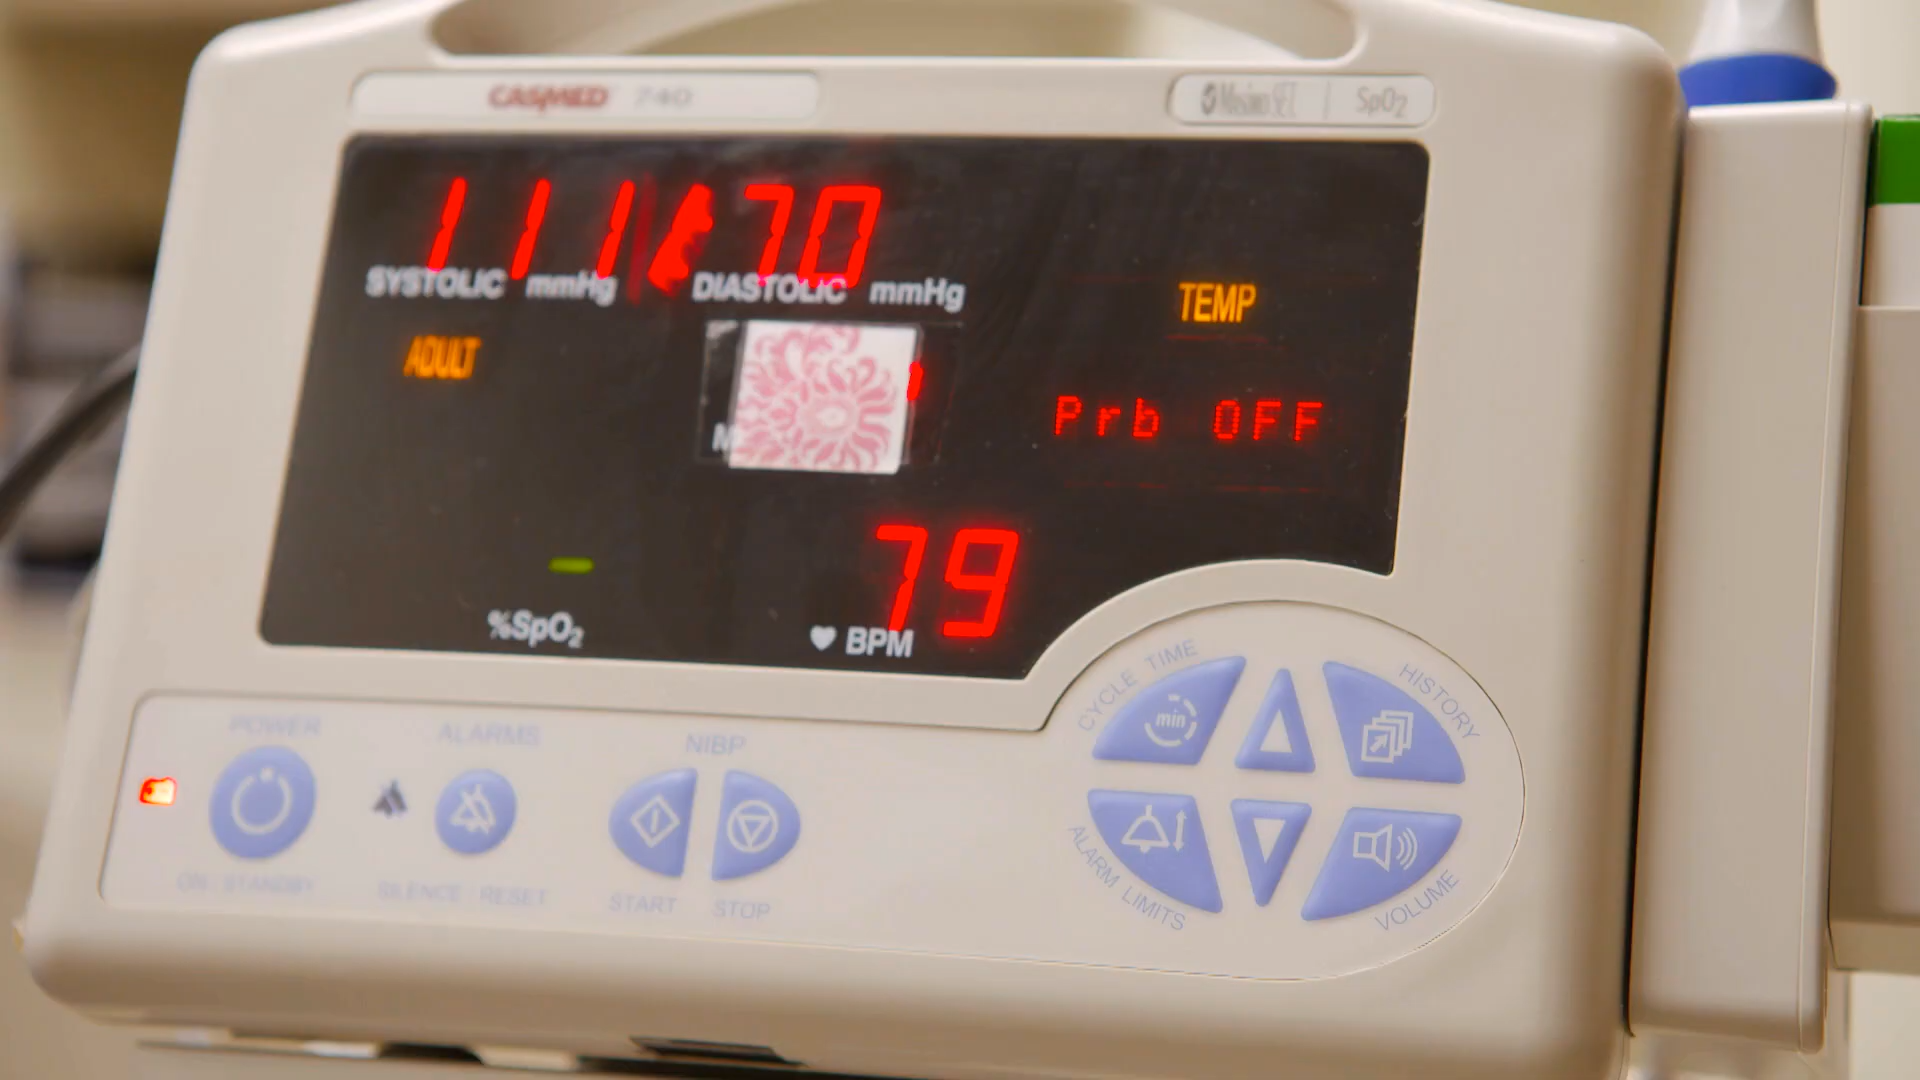 CASMED 740
Masimo SET | SpO2
111/70
SYSTOLIC mmHg DIASTOLIC mmHg
TEMP
ADULT
Prb OFF
79
%SpO2
BPM
CYCLE TIME
HISTORY
min
POWER
ALARMS
NIBP
ON / STANDBY
SILENCE / RESET
START
STOP
ALARM LIMITS
VOLUME